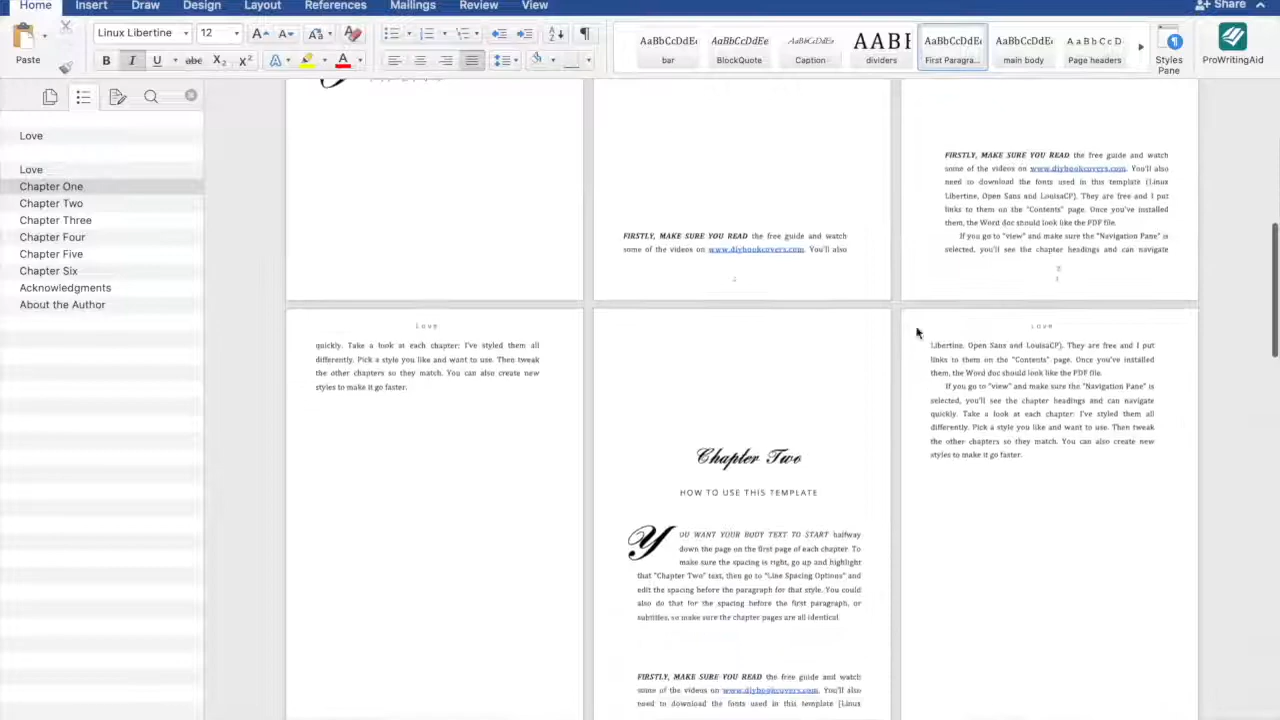 Home Insert Draw Design Layout References Mailings Review View Share
Linux Libert... 12
Paste
AaBbCcDdE AaBbCcDdEe AaBbCcDdEe AABB AaBbCcDdE AaBbCcDdE AaBbCcD
bar BlockQuote Caption dividers First Paragra... main body Page headers
Styles
Pane
ProWritingAid
Love
Love
Chapter One
Chapter Two
Chapter Three
Chapter Four
Chapter Five
Chapter Six
Acknowledgments
About the Author
FIRSTLY, MAKE SURE YOU READ the free guide and watch
some of the videos on www.diybookcovers.com. You'll also
2
FIRSTLY, MAKE SURE YOU READ the free guide and watch
some of the videos on www.diybookcovers.com. You'll also
need to download the fonts used in this template (Linux
Libertine, Open Sans and LouisaCP). They are free and I put
links to them on the "Contents" page. Once you've installed
them, the Word doc should look like the PDF file.
If you go to "view" and make sure the "Navigation Pane" is
selected, you'll see the chapter headings and can navigate
Love
quickly. Take a look at each chapter; I've styled them all
differently. Pick a style you like and want to use. Then tweak
the other chapters so they match. You can also create new
styles to make it go faster.
Chapter Two
HOW TO USE THIS TEMPLATE
YOU WANT YOUR BODY TEXT TO START halfway
down the page on the first page of each chapter. To
make sure the spacing is right, go up and highlight
that "Chapter Two" text, then go to "Line Spacing Options" and
edit the spacing before the paragraph for that style. You could
also do that for the spacing before the first paragraph, or
subtitles, so make sure the chapter pages are all identical.
FIRSTLY, MAKE SURE YOU READ the free guide and watch
some of the videos on www.diybookcovers.com. You'll also
need to download the fonts used in this template (Linux
Love
Libertine, Open Sans and LouisaCP). They are free and I put
links to them on the "Contents" page. Once you've installed
them, the Word doc should look like the PDF file.
If you go to "view" and make sure the "Navigation Pane" is
selected, you'll see the chapter headings and can navigate
quickly. Take a look at each chapter: I've styled them all
differently. Pick a style you like and want to use. Then tweak
the other chapters so they match. You can also create new
styles to make it go faster.